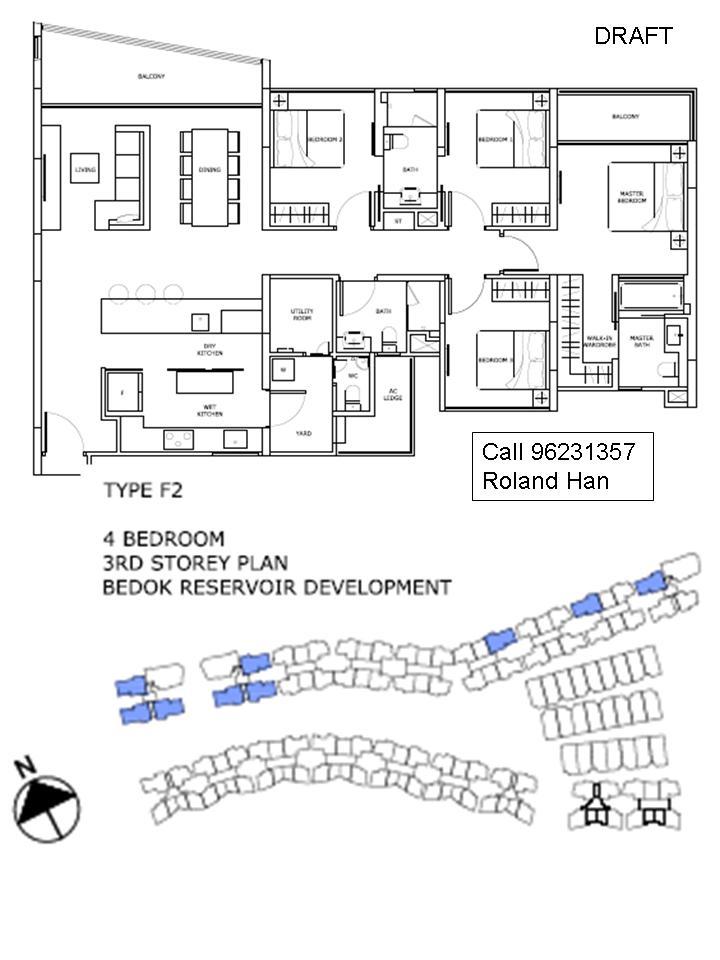 DRAFT
BALCONY
BALCONY
BEDROOM 2
BEDROOM 1
LIVING
DINING
BATH
MASTER
BEDROOM
ST
UTILITY
ROOM
BATH
DRY
KITCHEN
WALK-IN
WARDROBE
MASTER
BATH
BEDROOM 3
W
WC
F
AC
LEDGE
WET
KITCHEN
YARD
Call 96231357
Roland Han
TYPE F2
4 BEDROOM
3RD STOREY PLAN
BEDOK RESERVOIR DEVELOPMENT
N